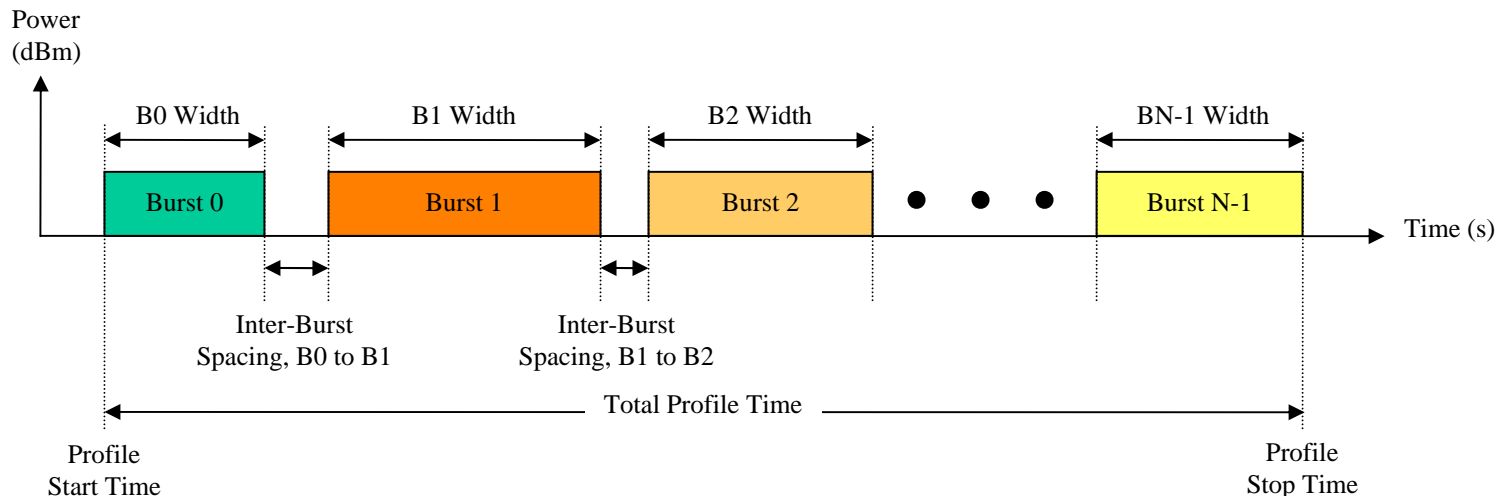 Power
(dBm)
B0 Width
B1 Width
B2 Width
BN-1 Width
Burst 0
Burst 1
Burst 2
Burst N-1
Time (s)
Inter-Burst
Spacing, B0 to B1
Inter-Burst
Spacing, B1 to B2
Total Profile Time
Profile
Start Time
Profile
Stop Time